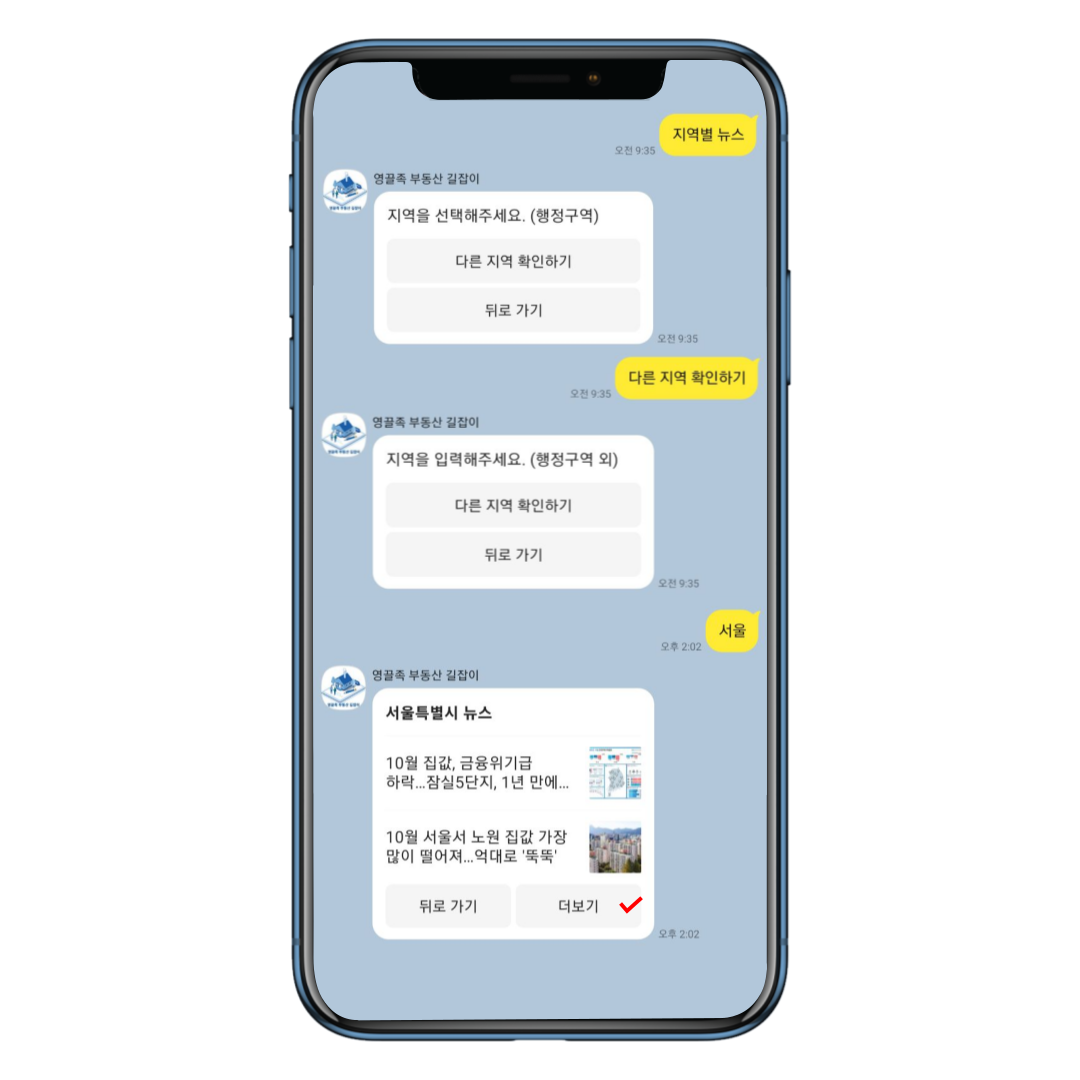 지역별 뉴스
오전 9:35
영끌족 부동산 길잡이
지역을 선택해주세요. (행정구역)
다른 지역 확인하기
뒤로 가기
오전 9:35
다른 지역 확인하기
오전 9:35
영끌족 부동산 길잡이
지역을 입력해주세요. (행정구역 외)
다른 지역 확인하기
뒤로 가기
오전 9:35
서울
오후 2:02
영끌족 부동산 길잡이
서울특별시 뉴스
10월 집값, 금융위기급
하락...잠실5단지, 1년 만에...
10월 서울서 노원 집값 가장
많이 떨어져...억대로 '뚝뚝'
뒤로 가기
더보기
오후 2:02